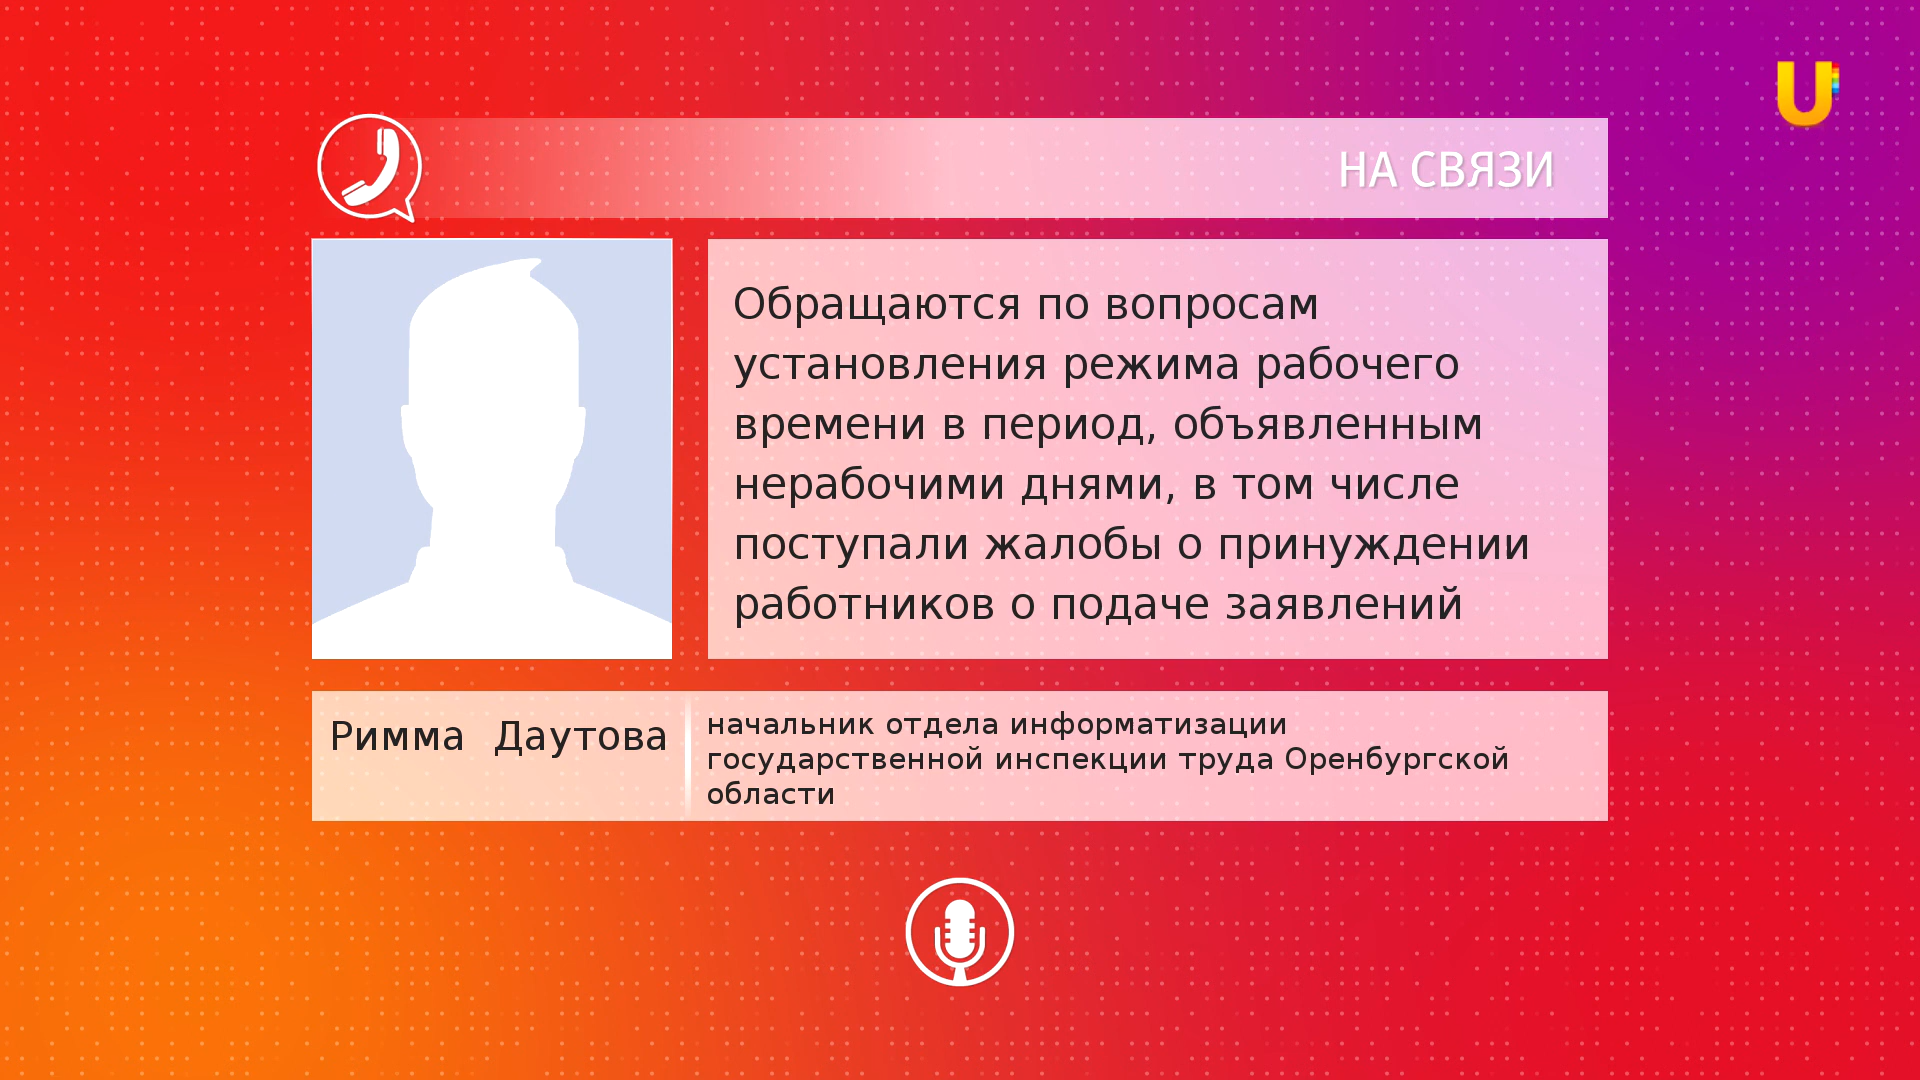 U
НА СВЯЗИ
Обращаются по вопросам
установления режима рабочего
времени в период, объявленным
нерабочими днями, в том числе
поступали жалобы о принуждении
работников о подаче заявлений
Римма Даутова
начальник отдела информатизации
государственной инспекции труда Оренбургской
области